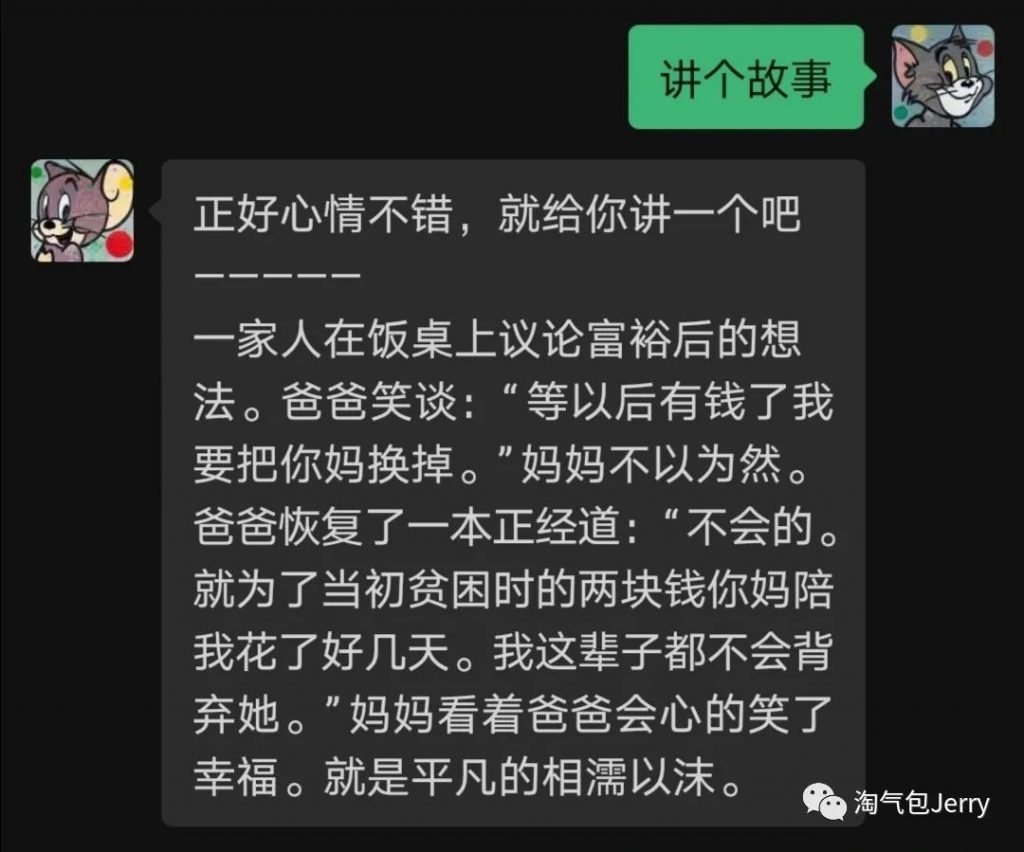 讲个故事
正好心情不错，就给你讲一个吧
—————
一家人在饭桌上议论富裕后的想
法。爸爸笑谈：“等以后有钱了我
要把你妈换掉。”妈妈不以为然。
爸爸恢复了一本正经道：“不会的。
就为了当初贫困时的两块钱你妈陪
我花了好几天。我这辈子都不会背
弃她。”妈妈看着爸爸会心的笑了
幸福。就是平凡的相濡以沫。
淘气包Jerry